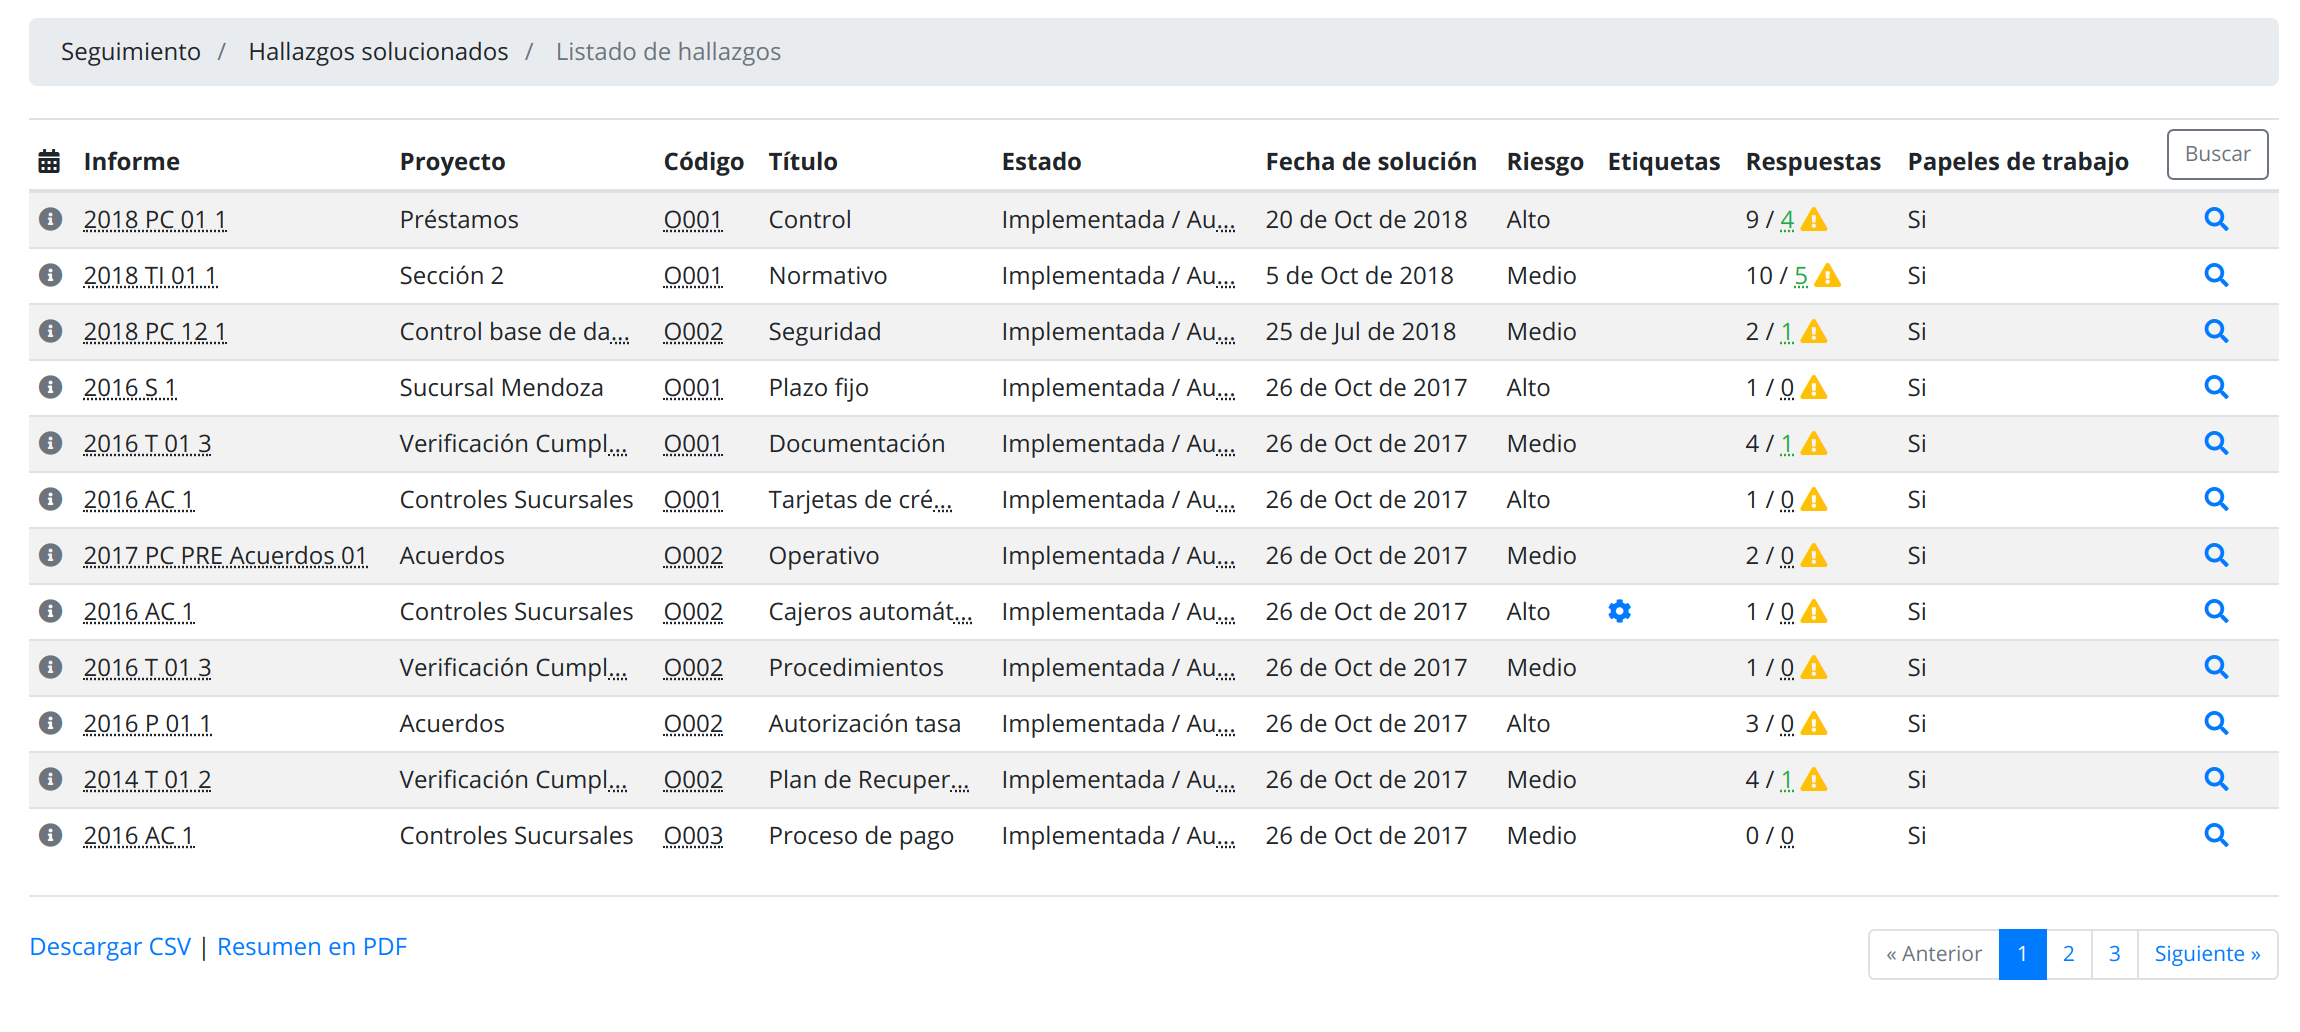 Seguimiento / Hallazgos solucionados / Listado de hallazgos
Informe Proyecto Código Título Estado Fecha de solución Riesgo Etiquetas Respuestas Papeles de trabajo Buscar
2018 PC 01 1 Préstamos O001 Control Implementada / Au... 20 de Oct de 2018 Alto 9 / 4 Si
2018 TI 01 1 Sección 2 O001 Normativo Implementada / Au... 5 de Oct de 2018 Medio 10 / 5 Si
2018 PC 12 1 Control base de da... O002 Seguridad Implementada / Au... 25 de Jul de 2018 Medio 2 / 1 Si
2016 S 1 Sucursal Mendoza O001 Plazo fijo Implementada / Au... 26 de Oct de 2017 Alto 1 / 0 Si
2016 T 01 3 Verificación Cumpl... O001 Documentación Implementada / Au... 26 de Oct de 2017 Medio 4 / 1 Si
2016 AC 1 Controles Sucursales O001 Tarjetas de cré... Implementada / Au... 26 de Oct de 2017 Alto 1 / 0 Si
2017 PC PRE Acuerdos 01 Acuerdos O002 Operativo Implementada / Au... 26 de Oct de 2017 Medio 2 / 0 Si
2016 AC 1 Controles Sucursales O002 Cajeros automát... Implementada / Au... 26 de Oct de 2017 Alto 1 / 0 Si
2016 T 01 3 Verificación Cumpl... O002 Procedimientos Implementada / Au... 26 de Oct de 2017 Medio 1 / 0 Si
2016 P 01 1 Acuerdos O002 Autorización tasa Implementada / Au... 26 de Oct de 2017 Alto 3 / 0 Si
2014 T 01 2 Verificación Cumpl... O002 Plan de Recuper... Implementada / Au... 26 de Oct de 2017 Medio 4 / 1 Si
2016 AC 1 Controles Sucursales O003 Proceso de pago Implementada / Au... 26 de Oct de 2017 Medio 0 / 0 Si
Descargar CSV | Resumen en PDF
« Anterior 1 2 3 Siguiente »